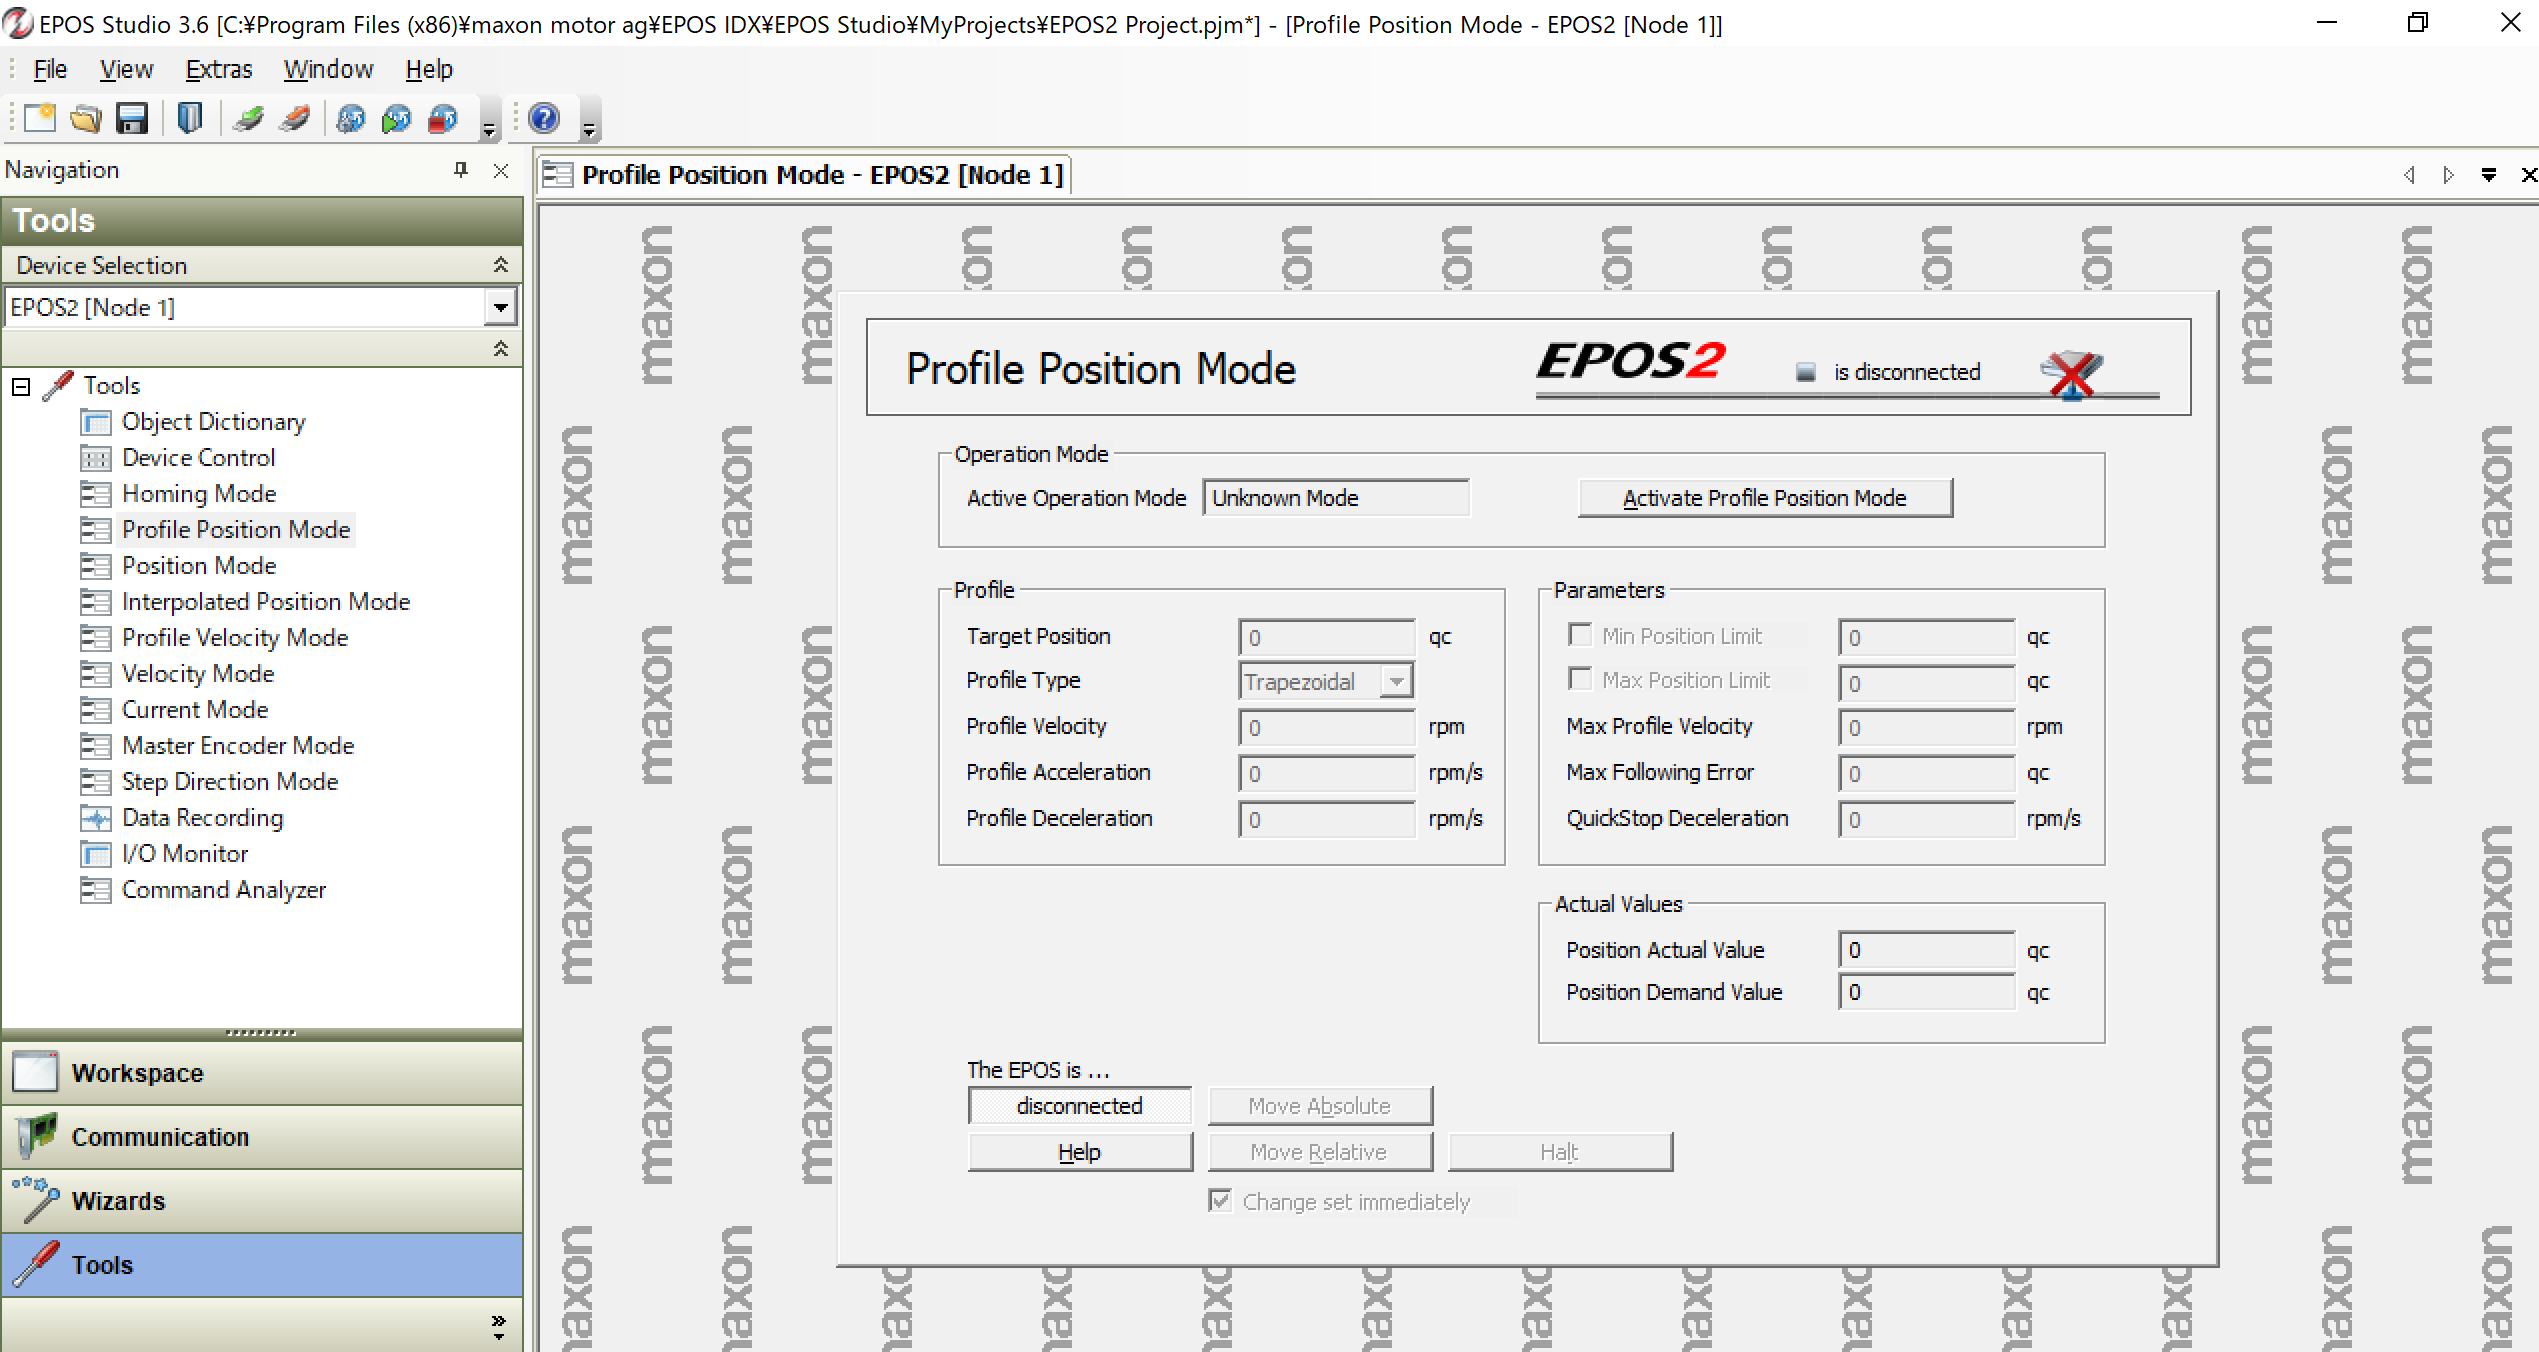 EPOS Studio 3.6 [C:¥Program Files (x86)¥maxon motor ag¥EPOS IDX¥EPOS Studio¥MyProjects¥EPOS2 Project.pjm*] - [Profile Position Mode - EPOS2 [Node 1]]
File View Extras Window Help
Navigation
Profile Position Mode - EPOS2 [Node 1]
Tools
Device Selection
EPOS2 [Node 1]
Tools
Object Dictionary
Device Control
Homing Mode
Profile Position Mode
Position Mode
Interpolated Position Mode
Profile Velocity Mode
Velocity Mode
Current Mode
Master Encoder Mode
Step Direction Mode
Data Recording
I/O Monitor
Command Analyzer
Workspace
Communication
Wizards
Tools
maxon
Profile Position Mode
EPOS2 is disconnected
Operation Mode
Active Operation Mode Unknown Mode Activate Profile Position Mode
Profile
Target Position 0 qc
Profile Type Trapezoidal
Profile Velocity 0 rpm
Profile Acceleration 0 rpm/s
Profile Deceleration 0 rpm/s
Parameters
Min Position Limit 0 qc
Max Position Limit 0 qc
Max Profile Velocity 0 rpm
Max Following Error 0 qc
QuickStop Deceleration 0 rpm/s
Actual Values
Position Actual Value 0 qc
Position Demand Value 0 qc
The EPOS is ...
disconnected Move Absolute
Help Move Relative Halt
Change set immediately